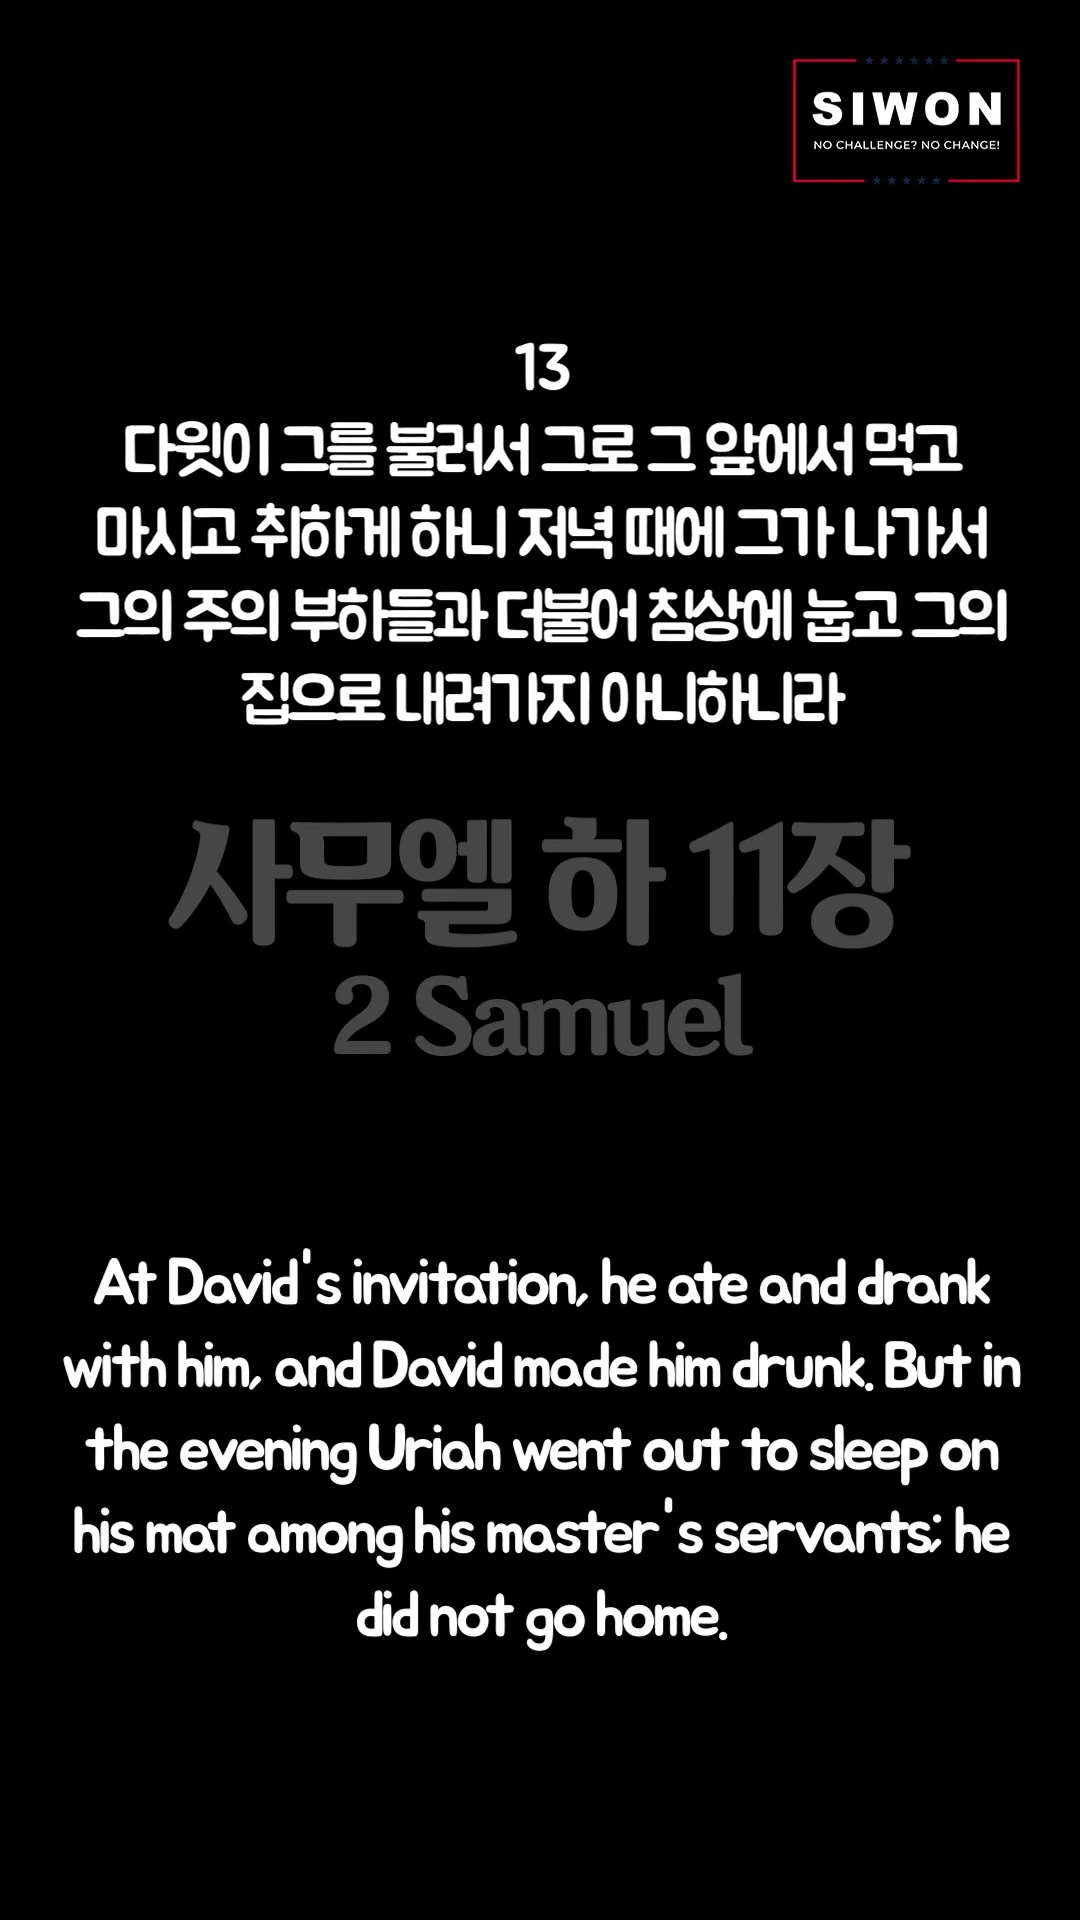 SIWON
NO CHALLENGE? NO CHANGE!
13
다윗이 그를 불러서 그로 그 앞에서 먹고
마시고 취하게 하니 저녁 때에 그가 나가서
그의 주의 부하들과 더불어 침상에 눕고 그의
집으로 내려가지 아니하니라
사무엘 하 11장
2 Samuel
At David's invitation, he ate and drank
with him, and David made him drunk. But in
the evening Uriah went out to sleep on
his mat among his master's servants; he
did not go home.